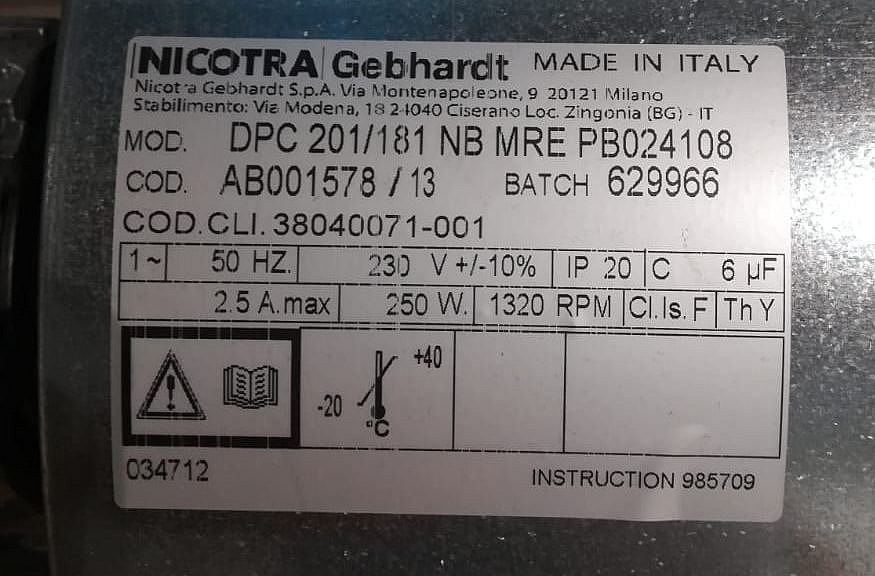 NICOTRA Gebhardt MADE IN ITALY
Nicotra Gebhardt S.p.A. Via Montenapoleone, 9 20121 Milano
Stabilimento: Via Modena, 18 24040 Ciserano Loc. Zingonia (BG) - IT
MOD. DPC 201/181 NB MRE PB024108
COD. AB001578 / 13 BATCH 629966
COD.CLI. 38040071-001
1~ 50 HZ. 230 V +/-10% IP 20 C 6 µF
2.5 A.max 250 W. 1320 RPM Cl.Is. F Th Y
+40
-20
°C
034712 INSTRUCTION 985709